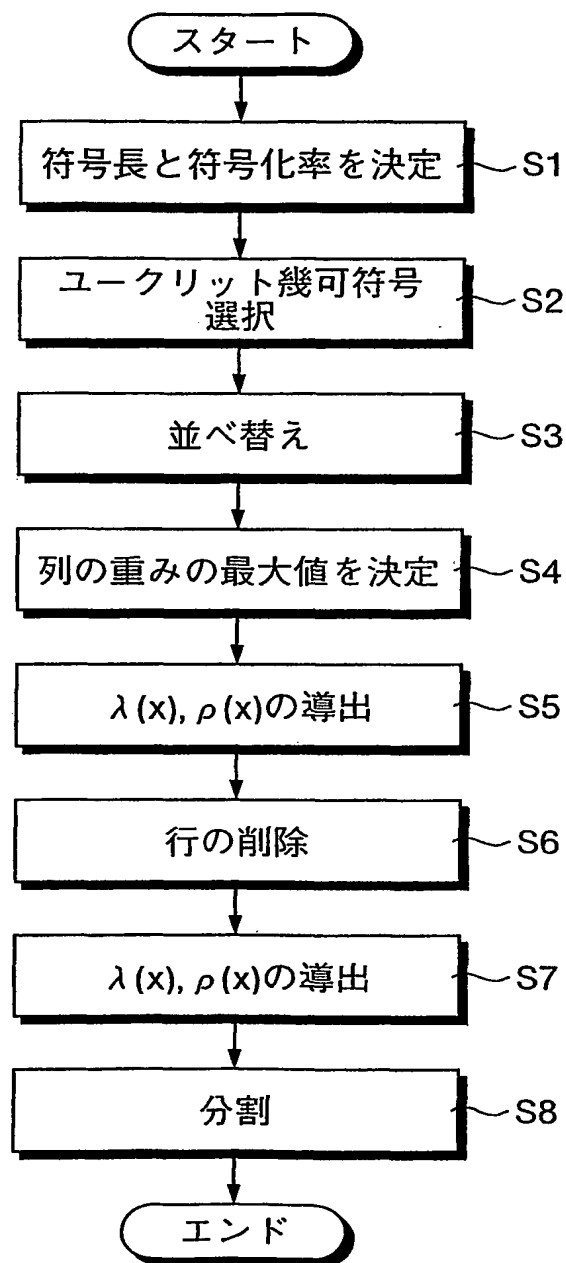 スタート
符号長と符号化率を決定
S1
ユークリット幾可符号
選択
S2
並べ替え
S3
列の重みの最大値を決定
S4
λ(x), ρ(x)の導出
S5
行の削除
S6
λ(x), ρ(x)の導出
S7
分割
S8
エンド